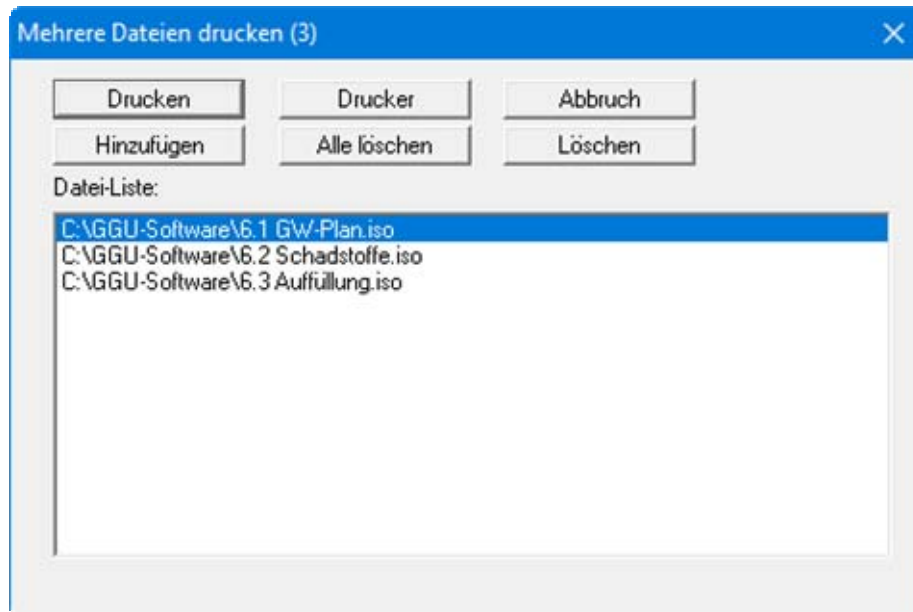 Mehrere Dateien drucken (3)
Drucken Drucker Abbruch
Hinzufügen Alle löschen Löschen
Datei-Liste:
C:\GGU-Software\6.1 GW-Plan.iso
C:\GGU-Software\6.2 Schadstoffe.iso
C:\GGU-Software\6.3 Auffüllung.iso